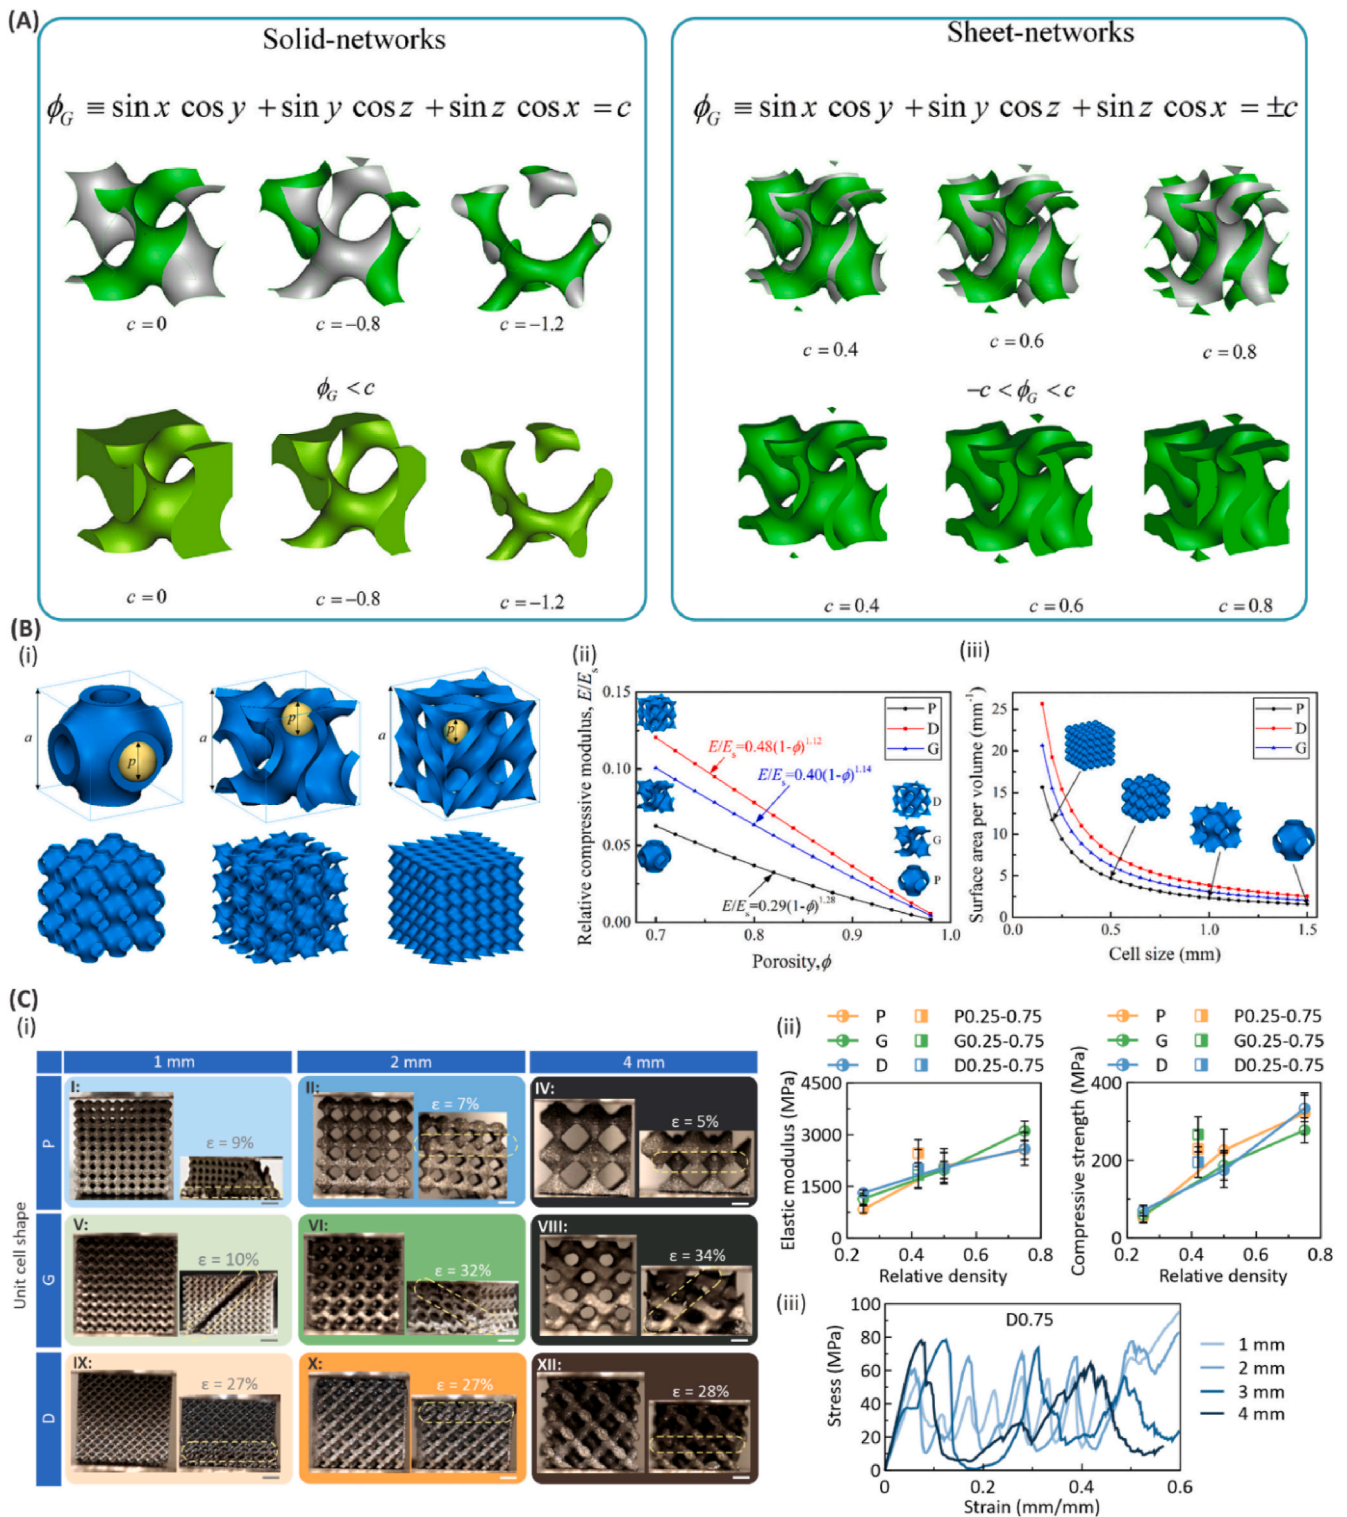 (A)
Solid-networks
ϕG ≡ sin x cos y + sin y cos z + sin z cos x = c
c = 0
c = −0.8
c = −1.2
ϕG < c
c = 0
c = −0.8
c = −1.2
Sheet-networks
ϕG ≡ sin x cos y + sin y cos z + sin z cos x = ±c
c = 0.4
c = 0.6
c = 0.8
−c < ϕG < c
c = 0.4
c = 0.6
c = 0.8
(B)
(i)
a
p
a
p
a
p
(ii)
Relative compressive modulus, E/Es
0.15
0.10
0.05
0.00
P
D
G
E/Es=0.48(1-ϕ)^1.12
E/Es=0.40(1-ϕ)^1.14
E/Es=0.29(1-ϕ)^1.28
D
G
P
0.7
0.8
0.9
1.0
Porosity,ϕ
(iii)
Surface area per volume (mm-1)
25
20
15
10
5
0
P
D
G
0.0
0.5
1.0
1.5
Cell size (mm)
(C)
(i)
1 mm
2 mm
4 mm
Unit cell shape
P
I:
ε = 9%
II:
ε = 7%
IV:
ε = 5%
G
V:
ε = 10%
VI:
ε = 32%
VIII:
ε = 34%
D
IX:
ε = 27%
X:
ε = 27%
XII:
ε = 28%
(ii)
P
P0.25-0.75
G
G0.25-0.75
D
D0.25-0.75
Elastic modulus (MPa)
4500
3000
1500
0
0.2
0.4
0.6
0.8
Relative density
P
P0.25-0.75
G
G0.25-0.75
D
D0.25-0.75
Compressive strength (MPa)
400
200
0
0.2
0.4
0.6
0.8
Relative density
(iii)
D0.75
Stress (MPa)
100
80
60
40
20
0
0
0.2
0.4
0.6
Strain (mm/mm)
1 mm
2 mm
3 mm
4 mm